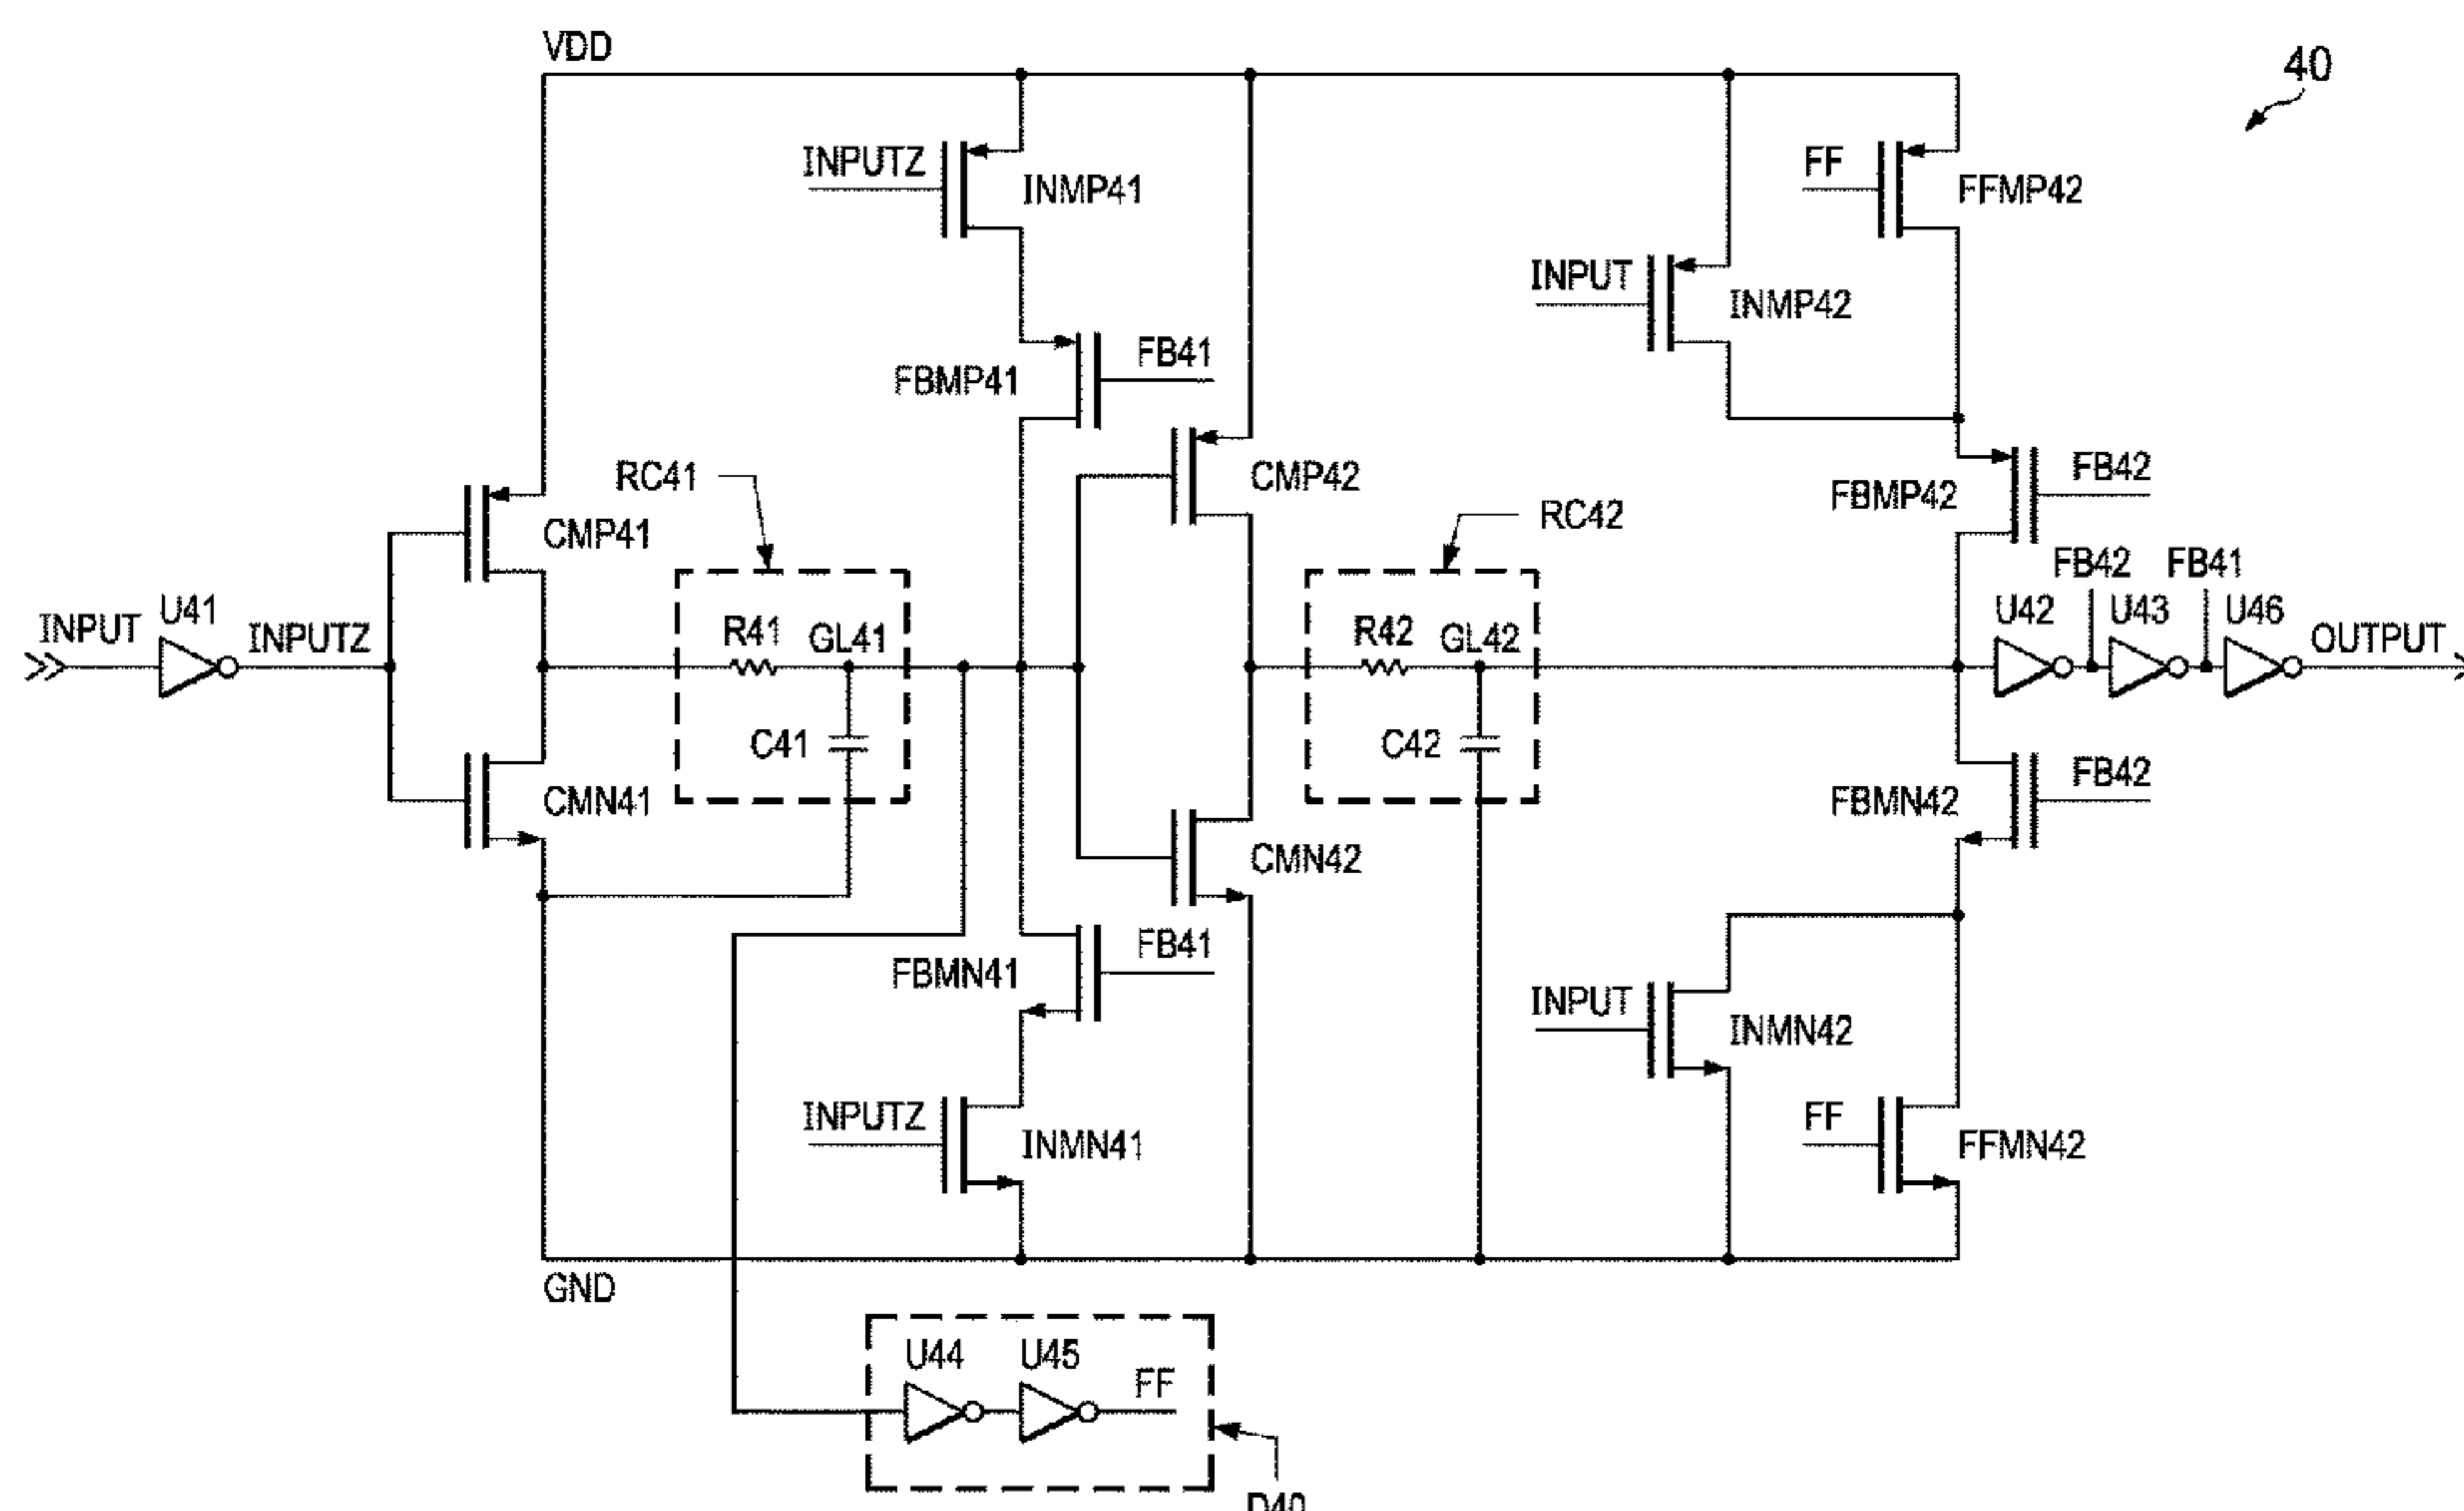 VDD
40
INPUTZ
INMP41
FF
FFMP42
INPUT
INMP42
FBMP41
FB41
RC41
CMP42
RC42
FBMP42
FB42
CMP41
INPUT
U41
INPUTZ
R41
GL41
R42
GL42
FB42
FB41
U42
U43
U46
OUTPUT
C41
C42
FB42
CMN41
FBMN42
CMN42
FBMN41
FB41
INPUT
INMN42
INPUTZ
INMN41
FF
FFMN42
GND
U44
U45
FF